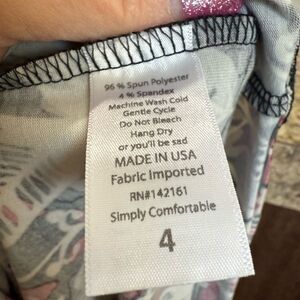 96 % Spun Polyester
4 % Spandex
Machine Wash Cold
Gentle Cycle
Do Not Bleach
Hang Dry
or you'll be sad
MADE IN USA
Fabric Imported
RN#142161
Simply Comfortable
4